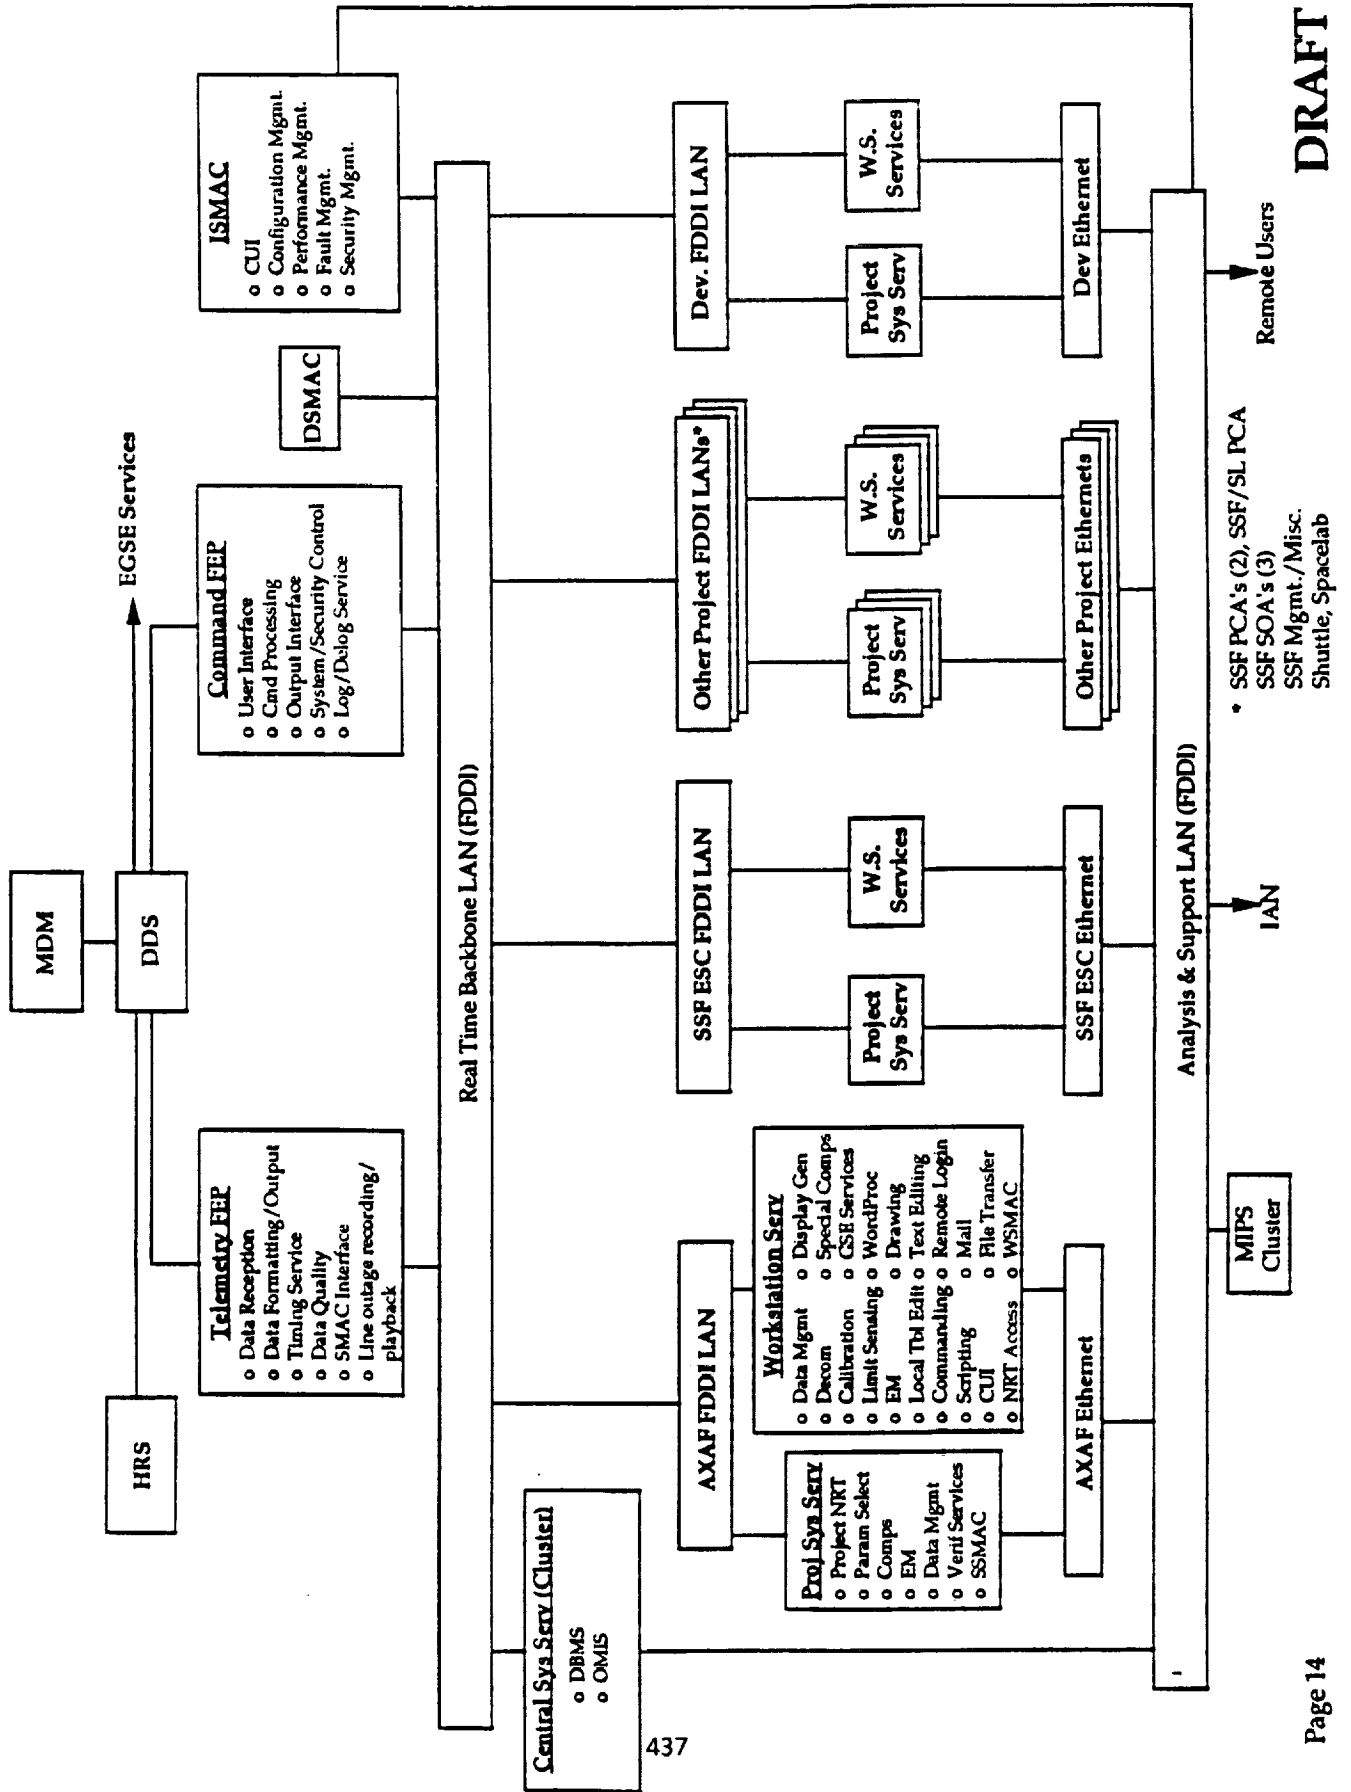 MDM
DDS
HRS
EGSE Services
Telemetry FEP
o Data Reception
o Data Formatting/Output
o Timing Service
o Data Quality
o SMAC Interface
o Line outage recording/
playback
Command FEP
o User Interface
o Cmd Processing
o Output Interface
o System/Security Control
o Log/Delog Service
DSMAC
ISMAC
o CUI
o Configuration Mgmt.
o Performance Mgmt.
o Fault Mgmt.
o Security Mgmt.
Real Time Backbone LAN (FDDI)
Central Sys Serv (Cluster)
o DBMS
o OMIS
AXAF FDDI LAN
SSF ESC FDDI LAN
Other Project FDDI LANs*
Dev. FDDI LAN
Proj Sys Serv
o Project NRT
o Param Select
o Comps
o EM
o Data Mgmt
o Verif Services
o SSMAC
Workstation Serv
o Data Mgmt o Display Gen
o Decom o Special Comps
o Calibration o GSE Services
o Limit Sensing o WordProc
o EM o Drawing
o Local Tbl Edit o Text Editing
o Commanding o Remote Login
o Scripting o Mail
o CUI o File Transfer
o NRT Access o WSMAC
Project
Sys Serv
W.S.
Services
Project
Sys Serv
W.S.
Services
Project
Sys Serv
W.S.
Services
AXAF Ethernet
SSF ESC Ethernet
Other Project Ethernets
Dev Ethernet
Analysis & Support LAN (FDDI)
MIPS
Cluster
IAN
Remote Users
* SSF PCA's (2), SSF/SL PCA
SSF SOA's (3)
SSF Mgmt./Misc.
Shuttle, Spacelab
Page 14
DRAFT
437